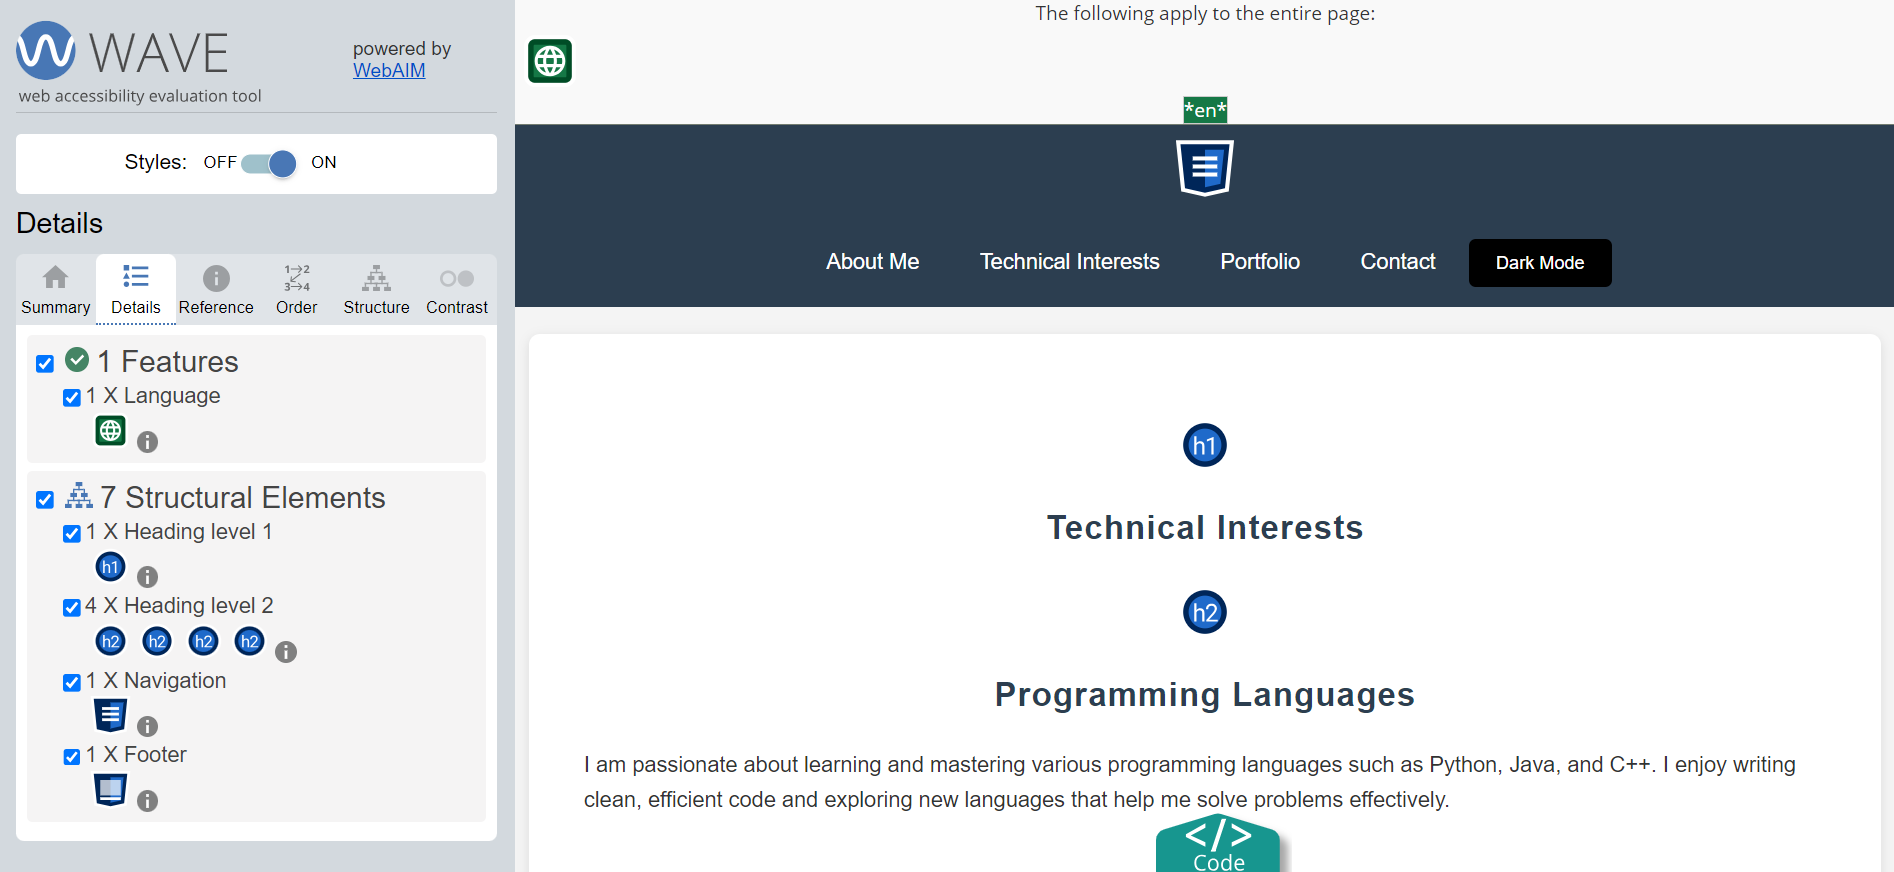 WAVE
powered by
WebAIM
web accessibility evaluation tool
Styles: OFF ON
Details
Summary Details Reference Order Structure Contrast
1 Features
1 X Language
7 Structural Elements
1 X Heading level 1
h1
4 X Heading level 2
h2 h2 h2 h2
1 X Navigation
1 X Footer
The following apply to the entire page:
*en*
About Me Technical Interests Portfolio Contact Dark Mode
h1
Technical Interests
h2
Programming Languages
I am passionate about learning and mastering various programming languages such as Python, Java, and C++. I enjoy writing
clean, efficient code and exploring new languages that help me solve problems effectively.
</>
Code